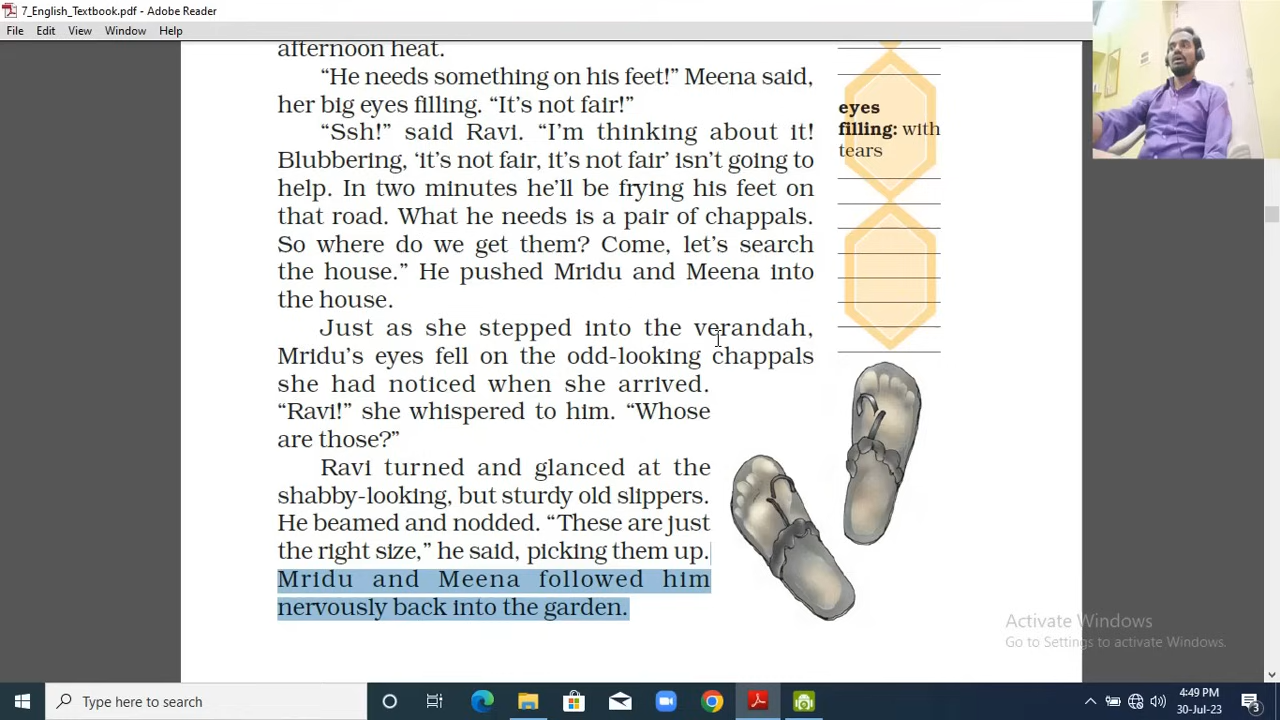 7_English_Textbook.pdf - Adobe Reader
File Edit View Window Help
afternoon heat.
“He needs something on his feet!” Meena said,
her big eyes filling. “It’s not fair!”
“Ssh!” said Ravi. “I’m thinking about it!
Blubbering, ‘it’s not fair, it’s not fair’ isn’t going to
help. In two minutes he’ll be frying his feet on
that road. What he needs is a pair of chappals.
So where do we get them? Come, let’s search
the house.” He pushed Mridu and Meena into
the house.
Just as she stepped into the verandah,
Mridu’s eyes fell on the odd-looking chappals
she had noticed when she arrived.
“Ravi!” she whispered to him. “Whose
are those?”
Ravi turned and glanced at the
shabby-looking, but sturdy old slippers.
He beamed and nodded. “These are just
the right size,” he said, picking them up.
Mridu and Meena followed him
nervously back into the garden.
eyes
filling: with
tears
Activate Windows
Go to Settings to activate Windows.
Type here to search
4:49 PM
30-Jul-23
3